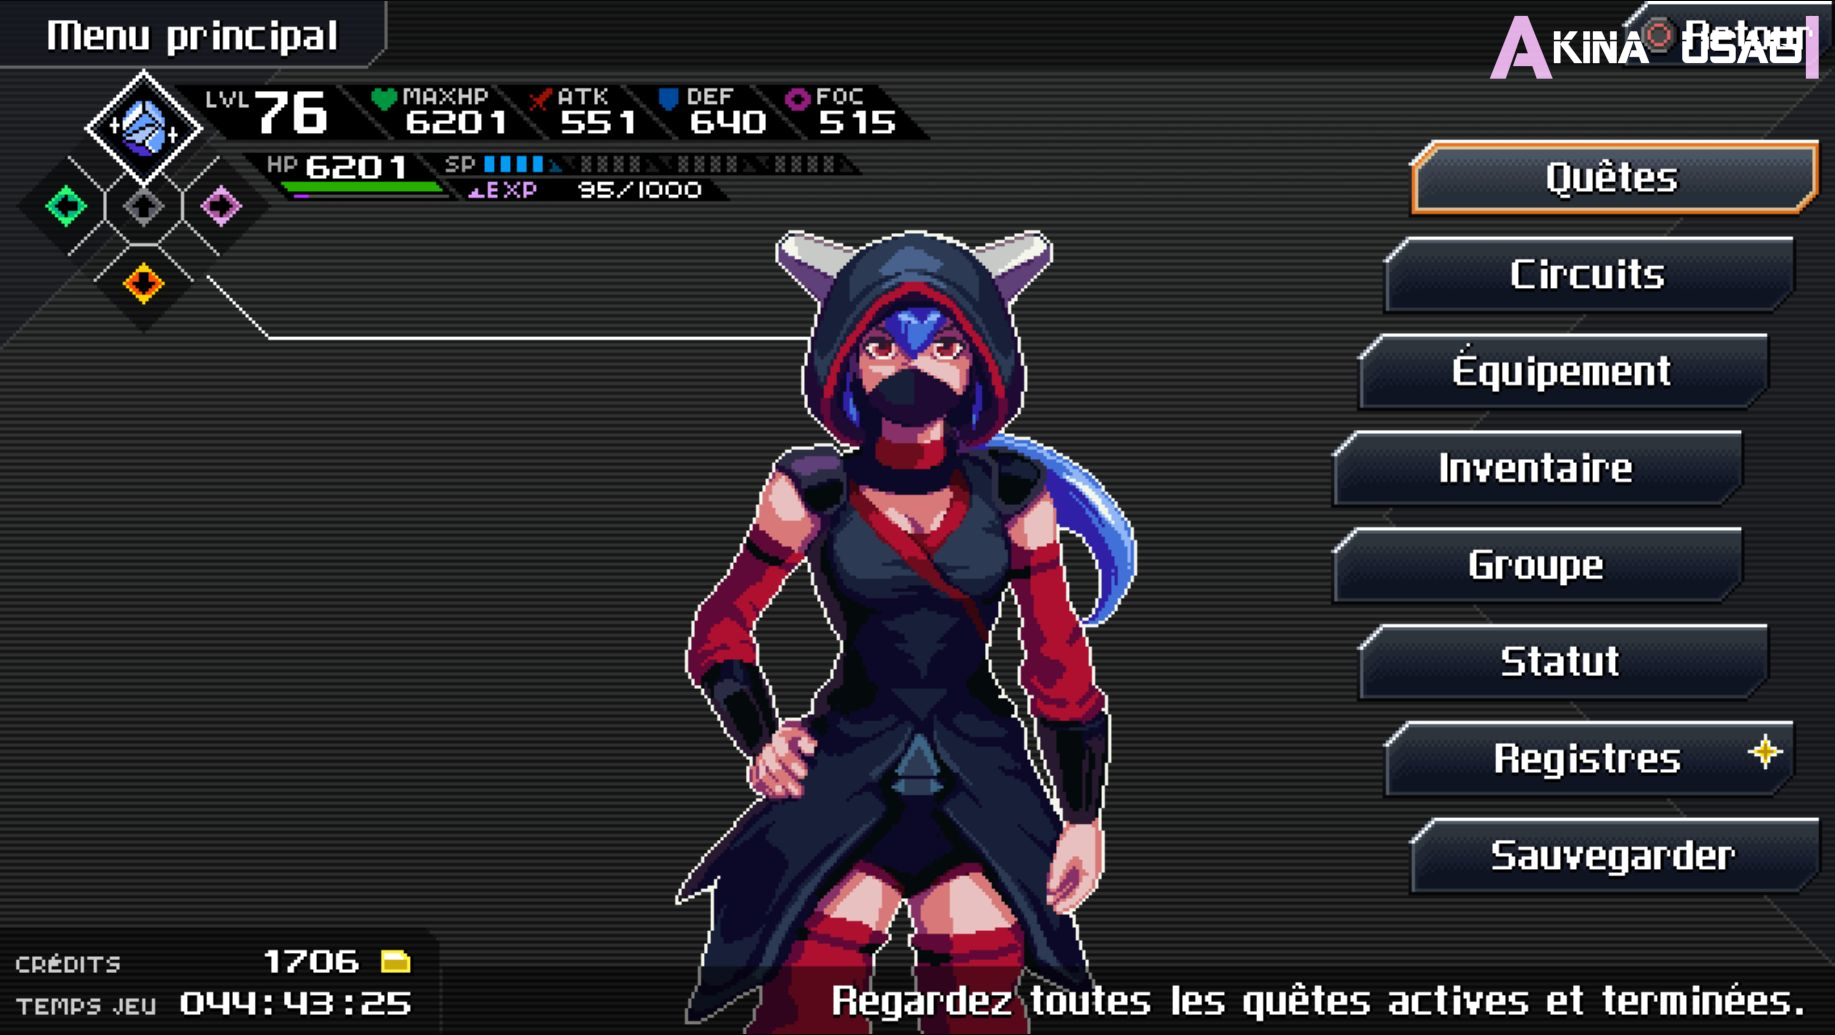 Menu principal
Retour
AKINA USAGI
LVL 76
MAXHP 6201
ATK 551
DEF 640
FOC 515
HP 6201
SP
EXP 95/1000
Quêtes
Circuits
Équipement
Inventaire
Groupe
Statut
Registres
Sauvegarder
CRÉDITS 1706
TEMPS JEU 044:43:25
Regardez toutes les quêtes actives et terminées.